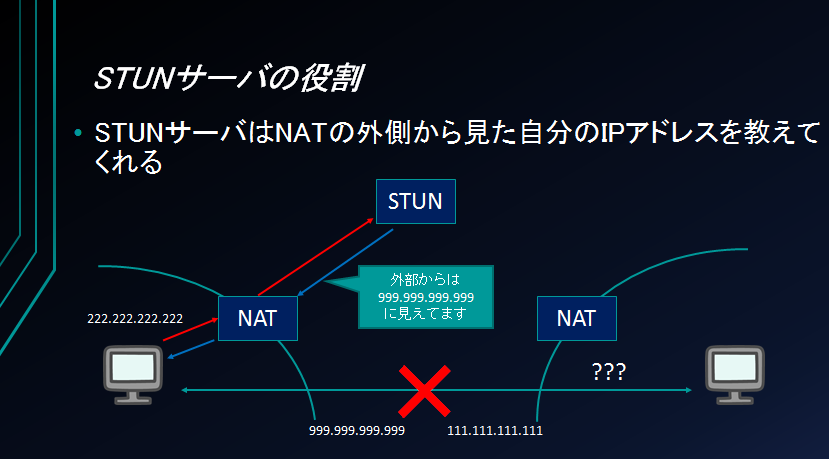 STUNサーバの役割
• STUNサーバはNATの外側から見た自分のIPアドレスを教えて
くれる
STUN
外部からは
999.999.999.999
に見えてます
222.222.222.222
NAT
NAT
???
999.999.999.999
111.111.111.111